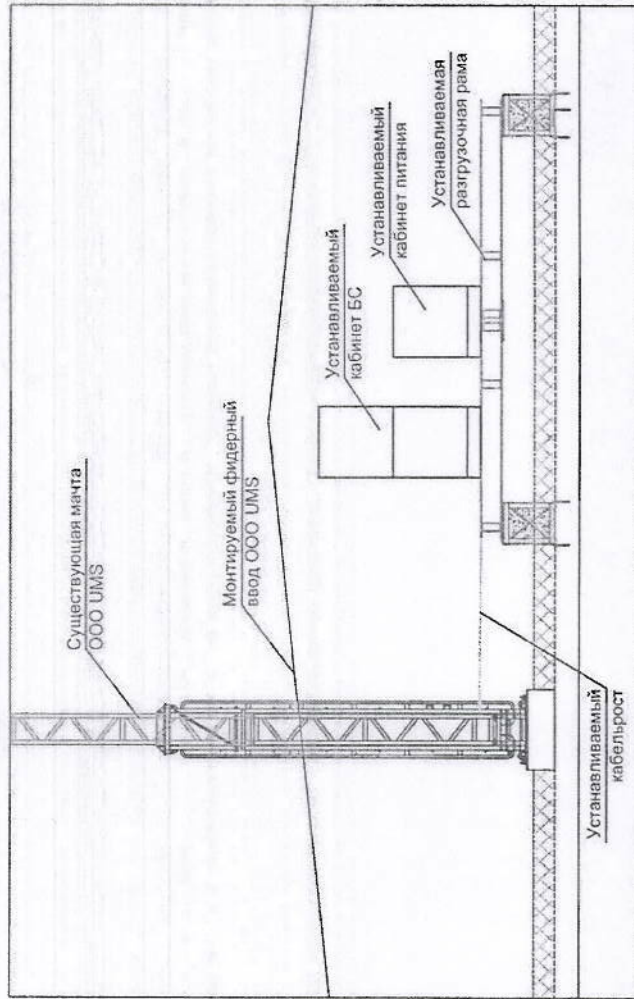 Существующая мачта
ООО UMS
Монтируемый фидерный
ввод ООО UMS
Устанавливаемый
кабинет БС
Устанавливаемый
кабинет питания
Устанавливаемая
разгрузочная рама
Устанавливаемый
кабельрост